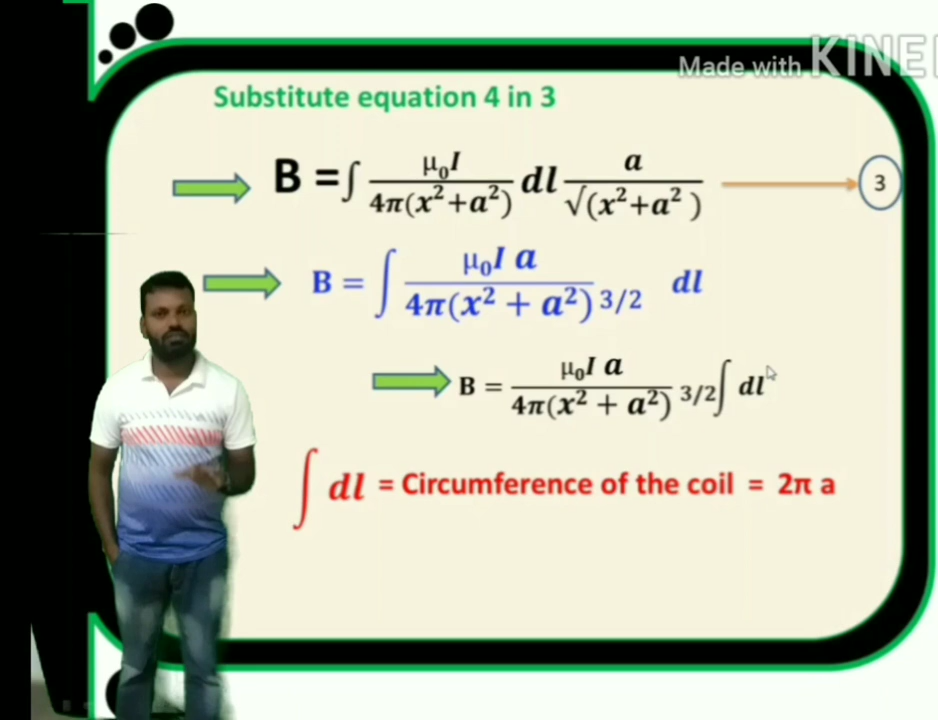 Made with KINE
Substitute equation 4 in 3
B =∫ μ₀I / 4π(x²+a²) dl a / √(x²+a² ) 3
B = ∫ μ₀I a / 4π(x² + a²) 3/2 dl
B = μ₀I a / 4π(x² + a²) 3/2 ∫ dl
∫ dl = Circumference of the coil = 2π a